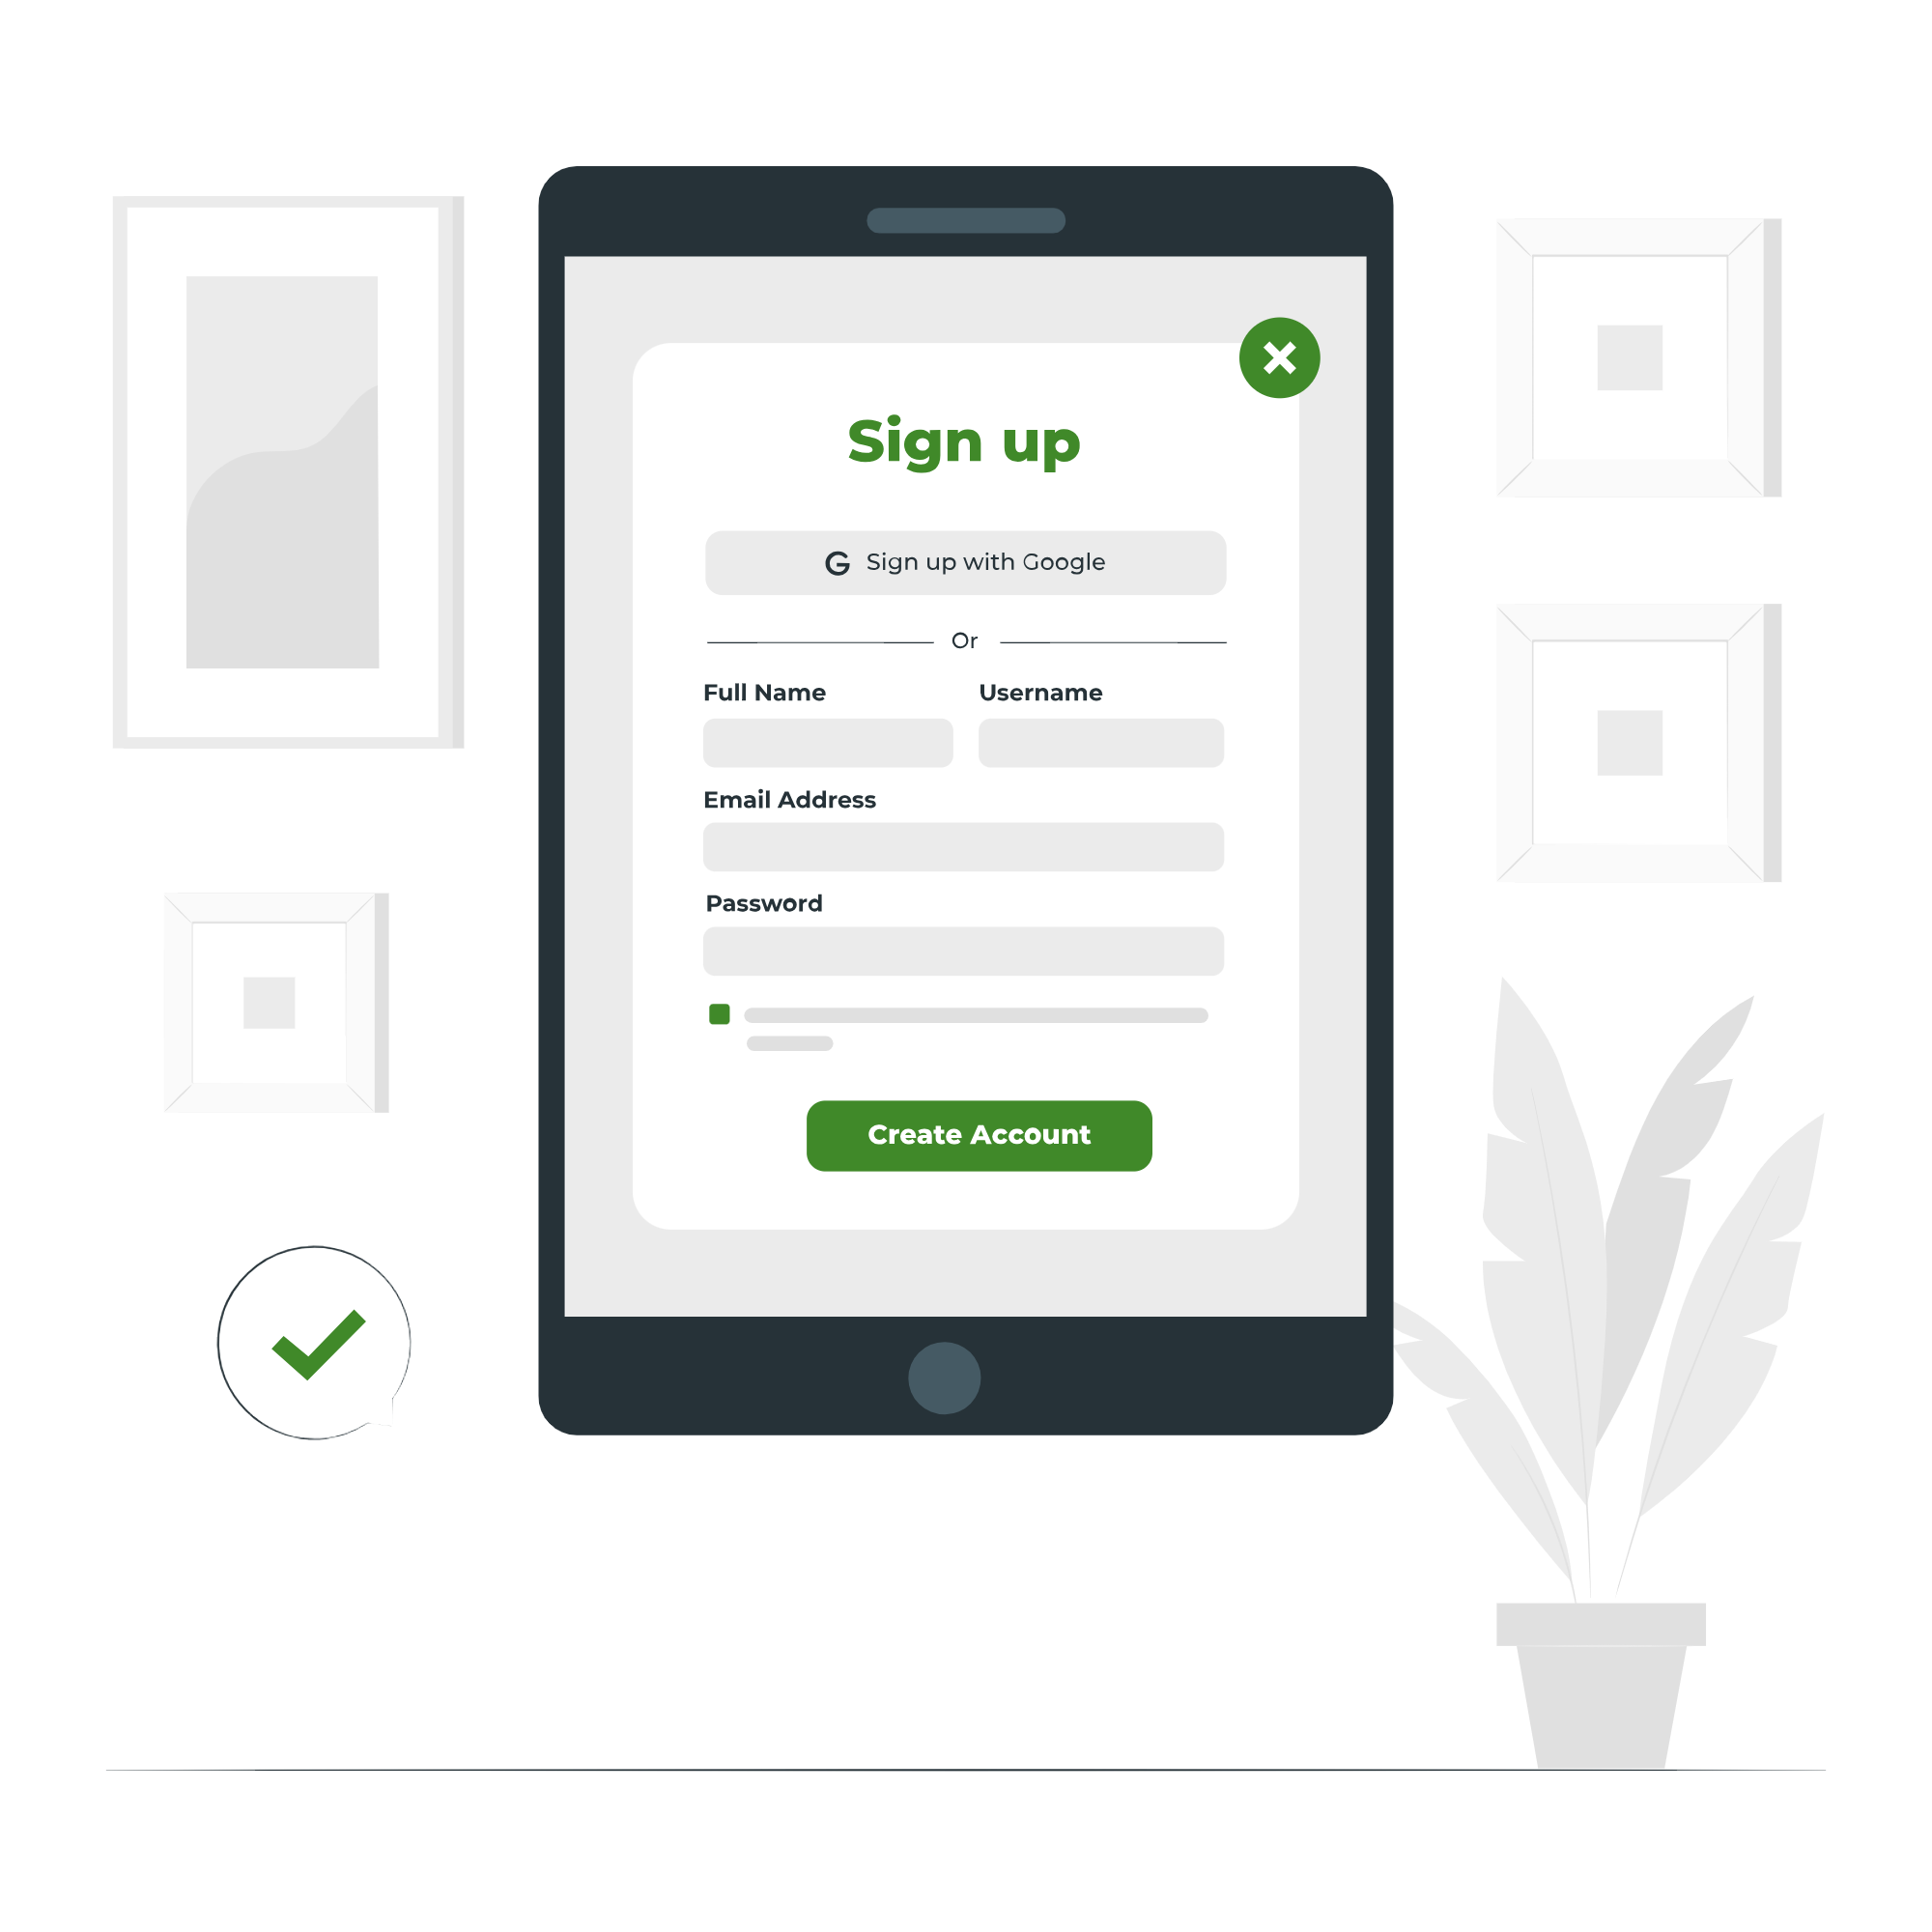 Sign up
G Sign up with Google
Or
Full Name Username
Email Address
Password
Create Account